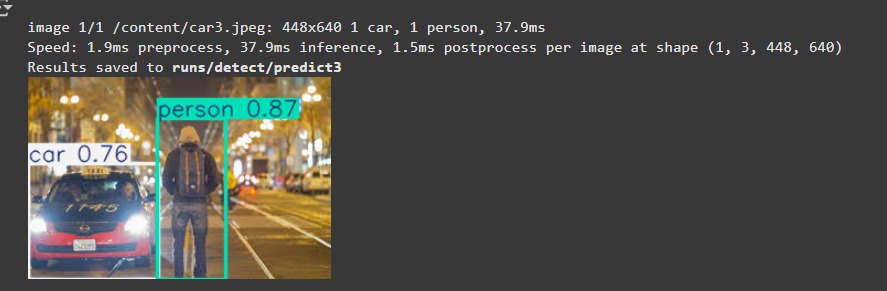 image 1/1 /content/car3.jpeg: 448x640 1 car, 1 person, 37.9ms
Speed: 1.9ms preprocess, 37.9ms inference, 1.5ms postprocess per image at shape (1, 3, 448, 640)
Results saved to runs/detect/predict3
person 0.87
car 0.76
TAXI
1145